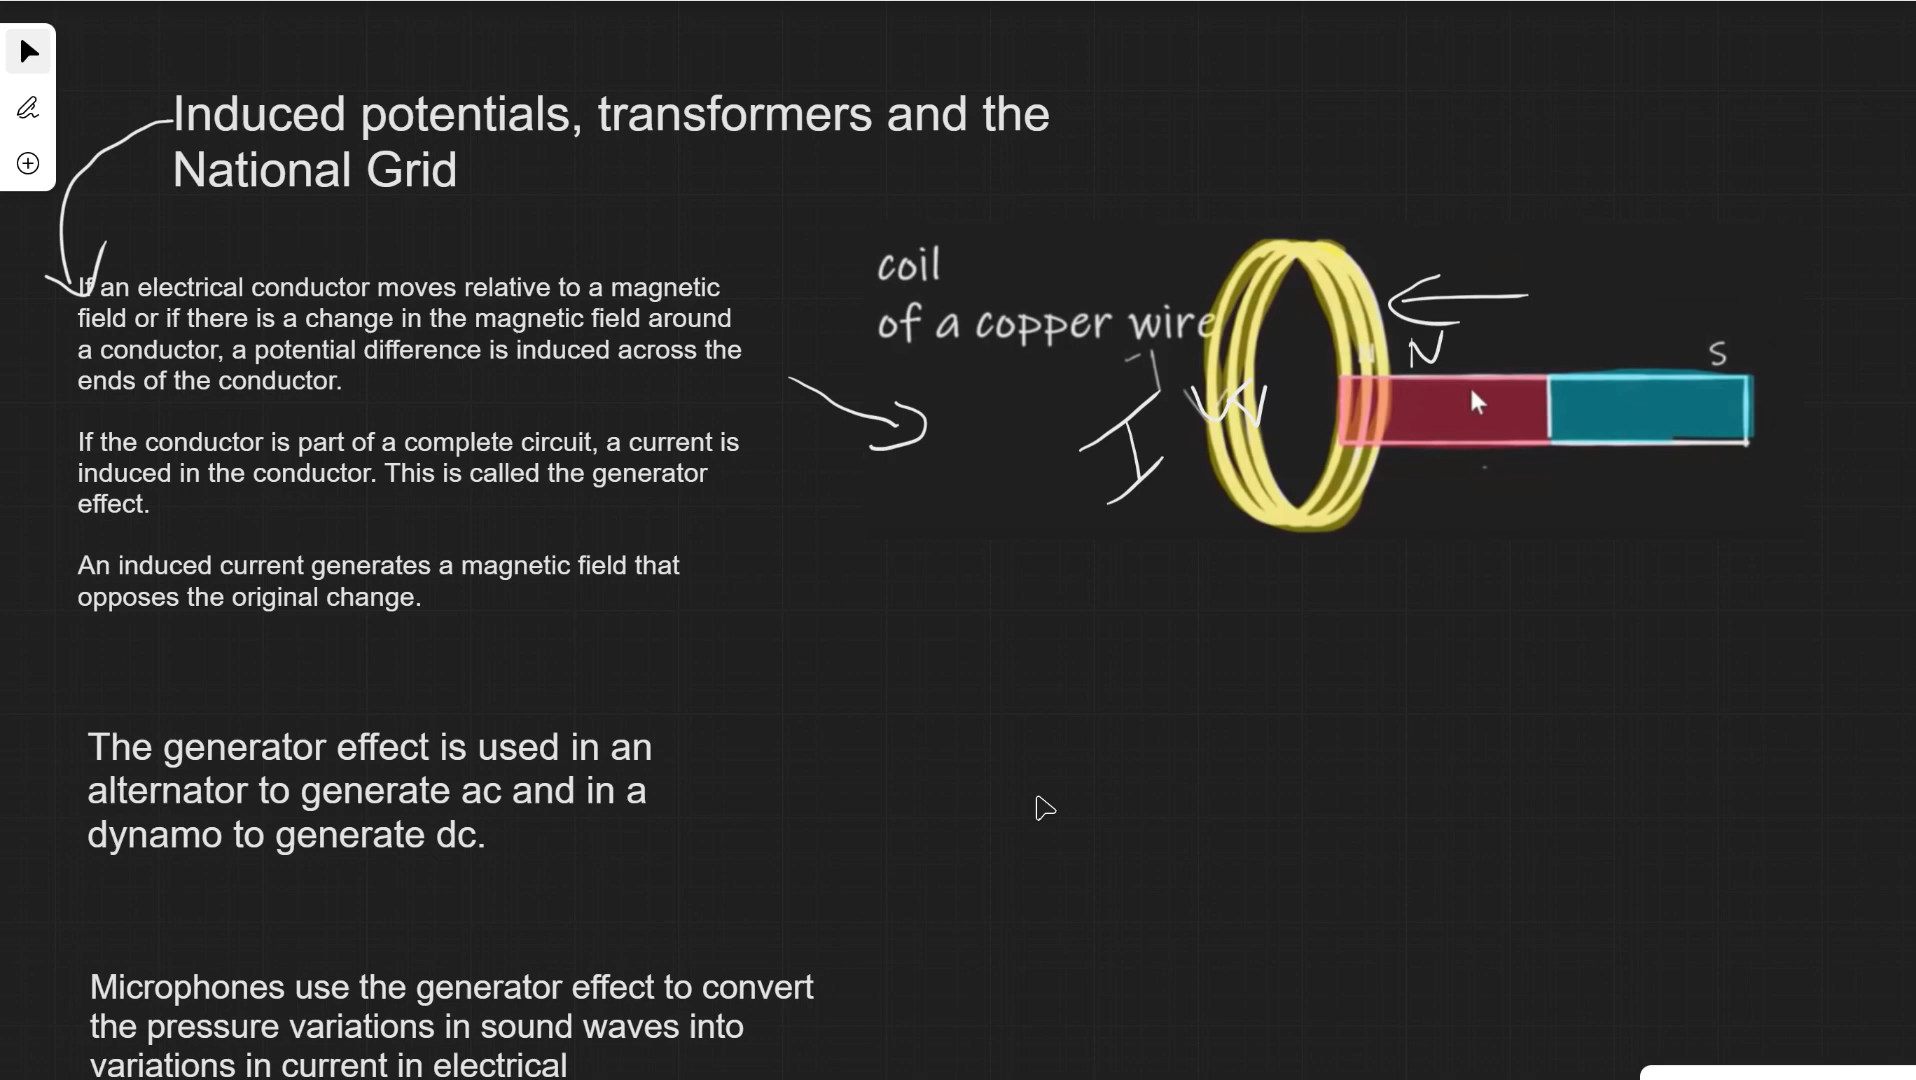 Induced potentials, transformers and the
National Grid
If an electrical conductor moves relative to a magnetic
field or if there is a change in the magnetic field around
a conductor, a potential difference is induced across the
ends of the conductor.
If the conductor is part of a complete circuit, a current is
induced in the conductor. This is called the generator
effect.
An induced current generates a magnetic field that
opposes the original change.
coil
of a copper wire
N
S
I
The generator effect is used in an
alternator to generate ac and in a
dynamo to generate dc.
Microphones use the generator effect to convert
the pressure variations in sound waves into
variations in current in electrical